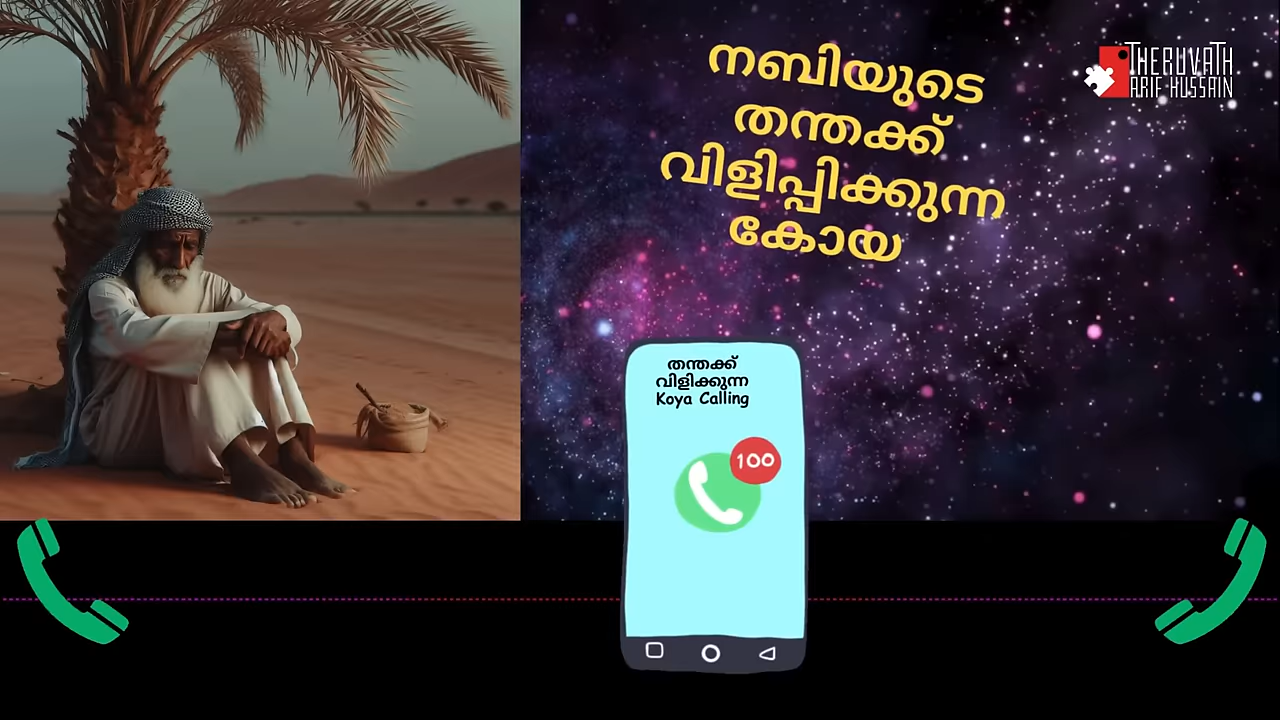 നബിയുടെ
തന്തക്ക്
വിളിപ്പിക്കുന്ന
കോയ
THERUVATH
ARIF HUSSAIN
തന്തക്ക്
വിളിക്കുന്ന
Koya Calling
100